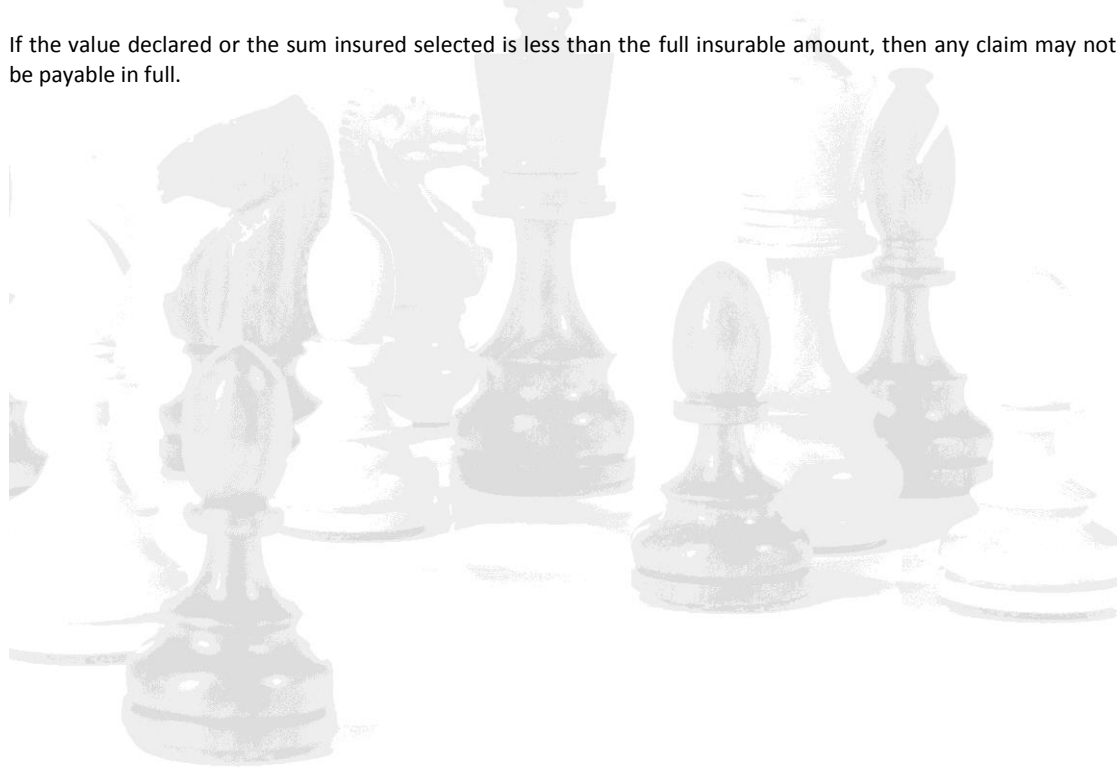 If the value declared or the sum insured selected is less than the full insurable amount, then any claim may not
be payable in full.